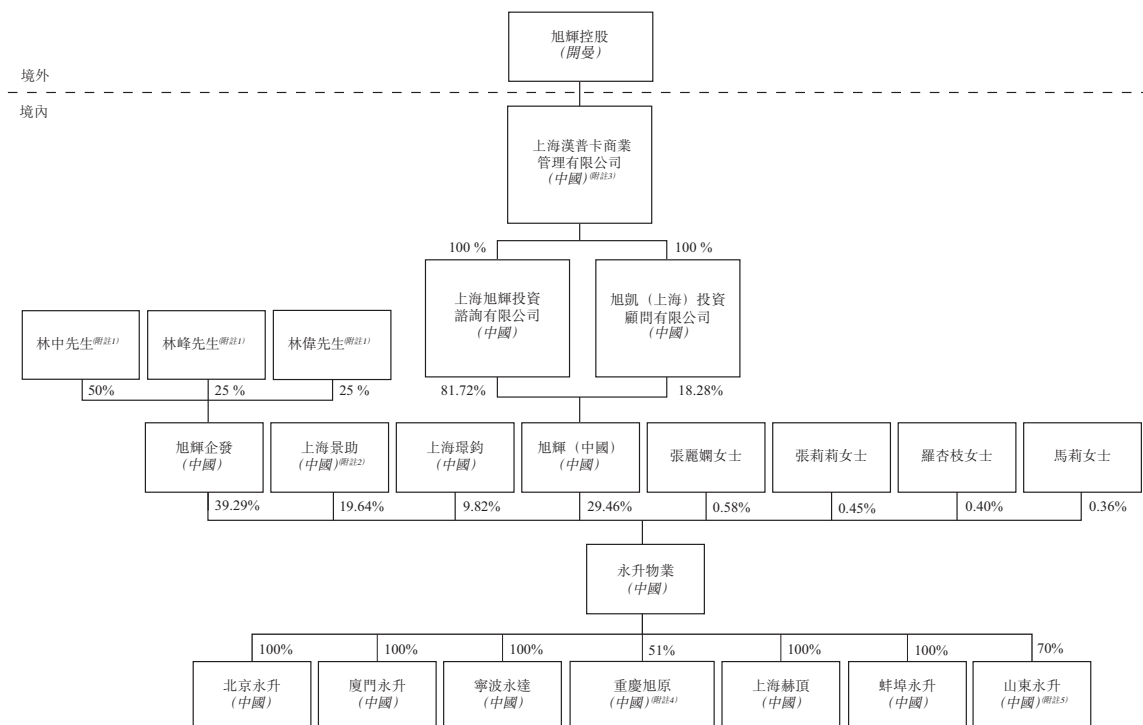 旭輝控股
(開曼)
境外
境內
上海漢普卡商業
管理有限公司
(中國)(附註3)
100 %
100 %
上海旭輝投資
諮詢有限公司
(中國)
旭凱（上海）投資
顧問有限公司
(中國)
林中先生(附註1)
林峰先生(附註1)
林偉先生(附註1)
50%
25 %
25 %
81.72%
18.28%
旭輝企發
(中國)
上海景助
(中國)(附註2)
上海璟鈞
(中國)
旭輝（中國）
(中國)
張麗嫻女士
張莉莉女士
羅杏枝女士
馬莉女士
39.29%
19.64%
9.82%
29.46%
0.58%
0.45%
0.40%
0.36%
永升物業
(中國)
100%
100%
100%
51%
100%
100%
70%
北京永升
(中國)
廈門永升
(中國)
寧波永達
(中國)
重慶旭原
(中國)(附註4)
上海赫頂
(中國)
蚌埠永升
(中國)
山東永升
(中國)(附註5)